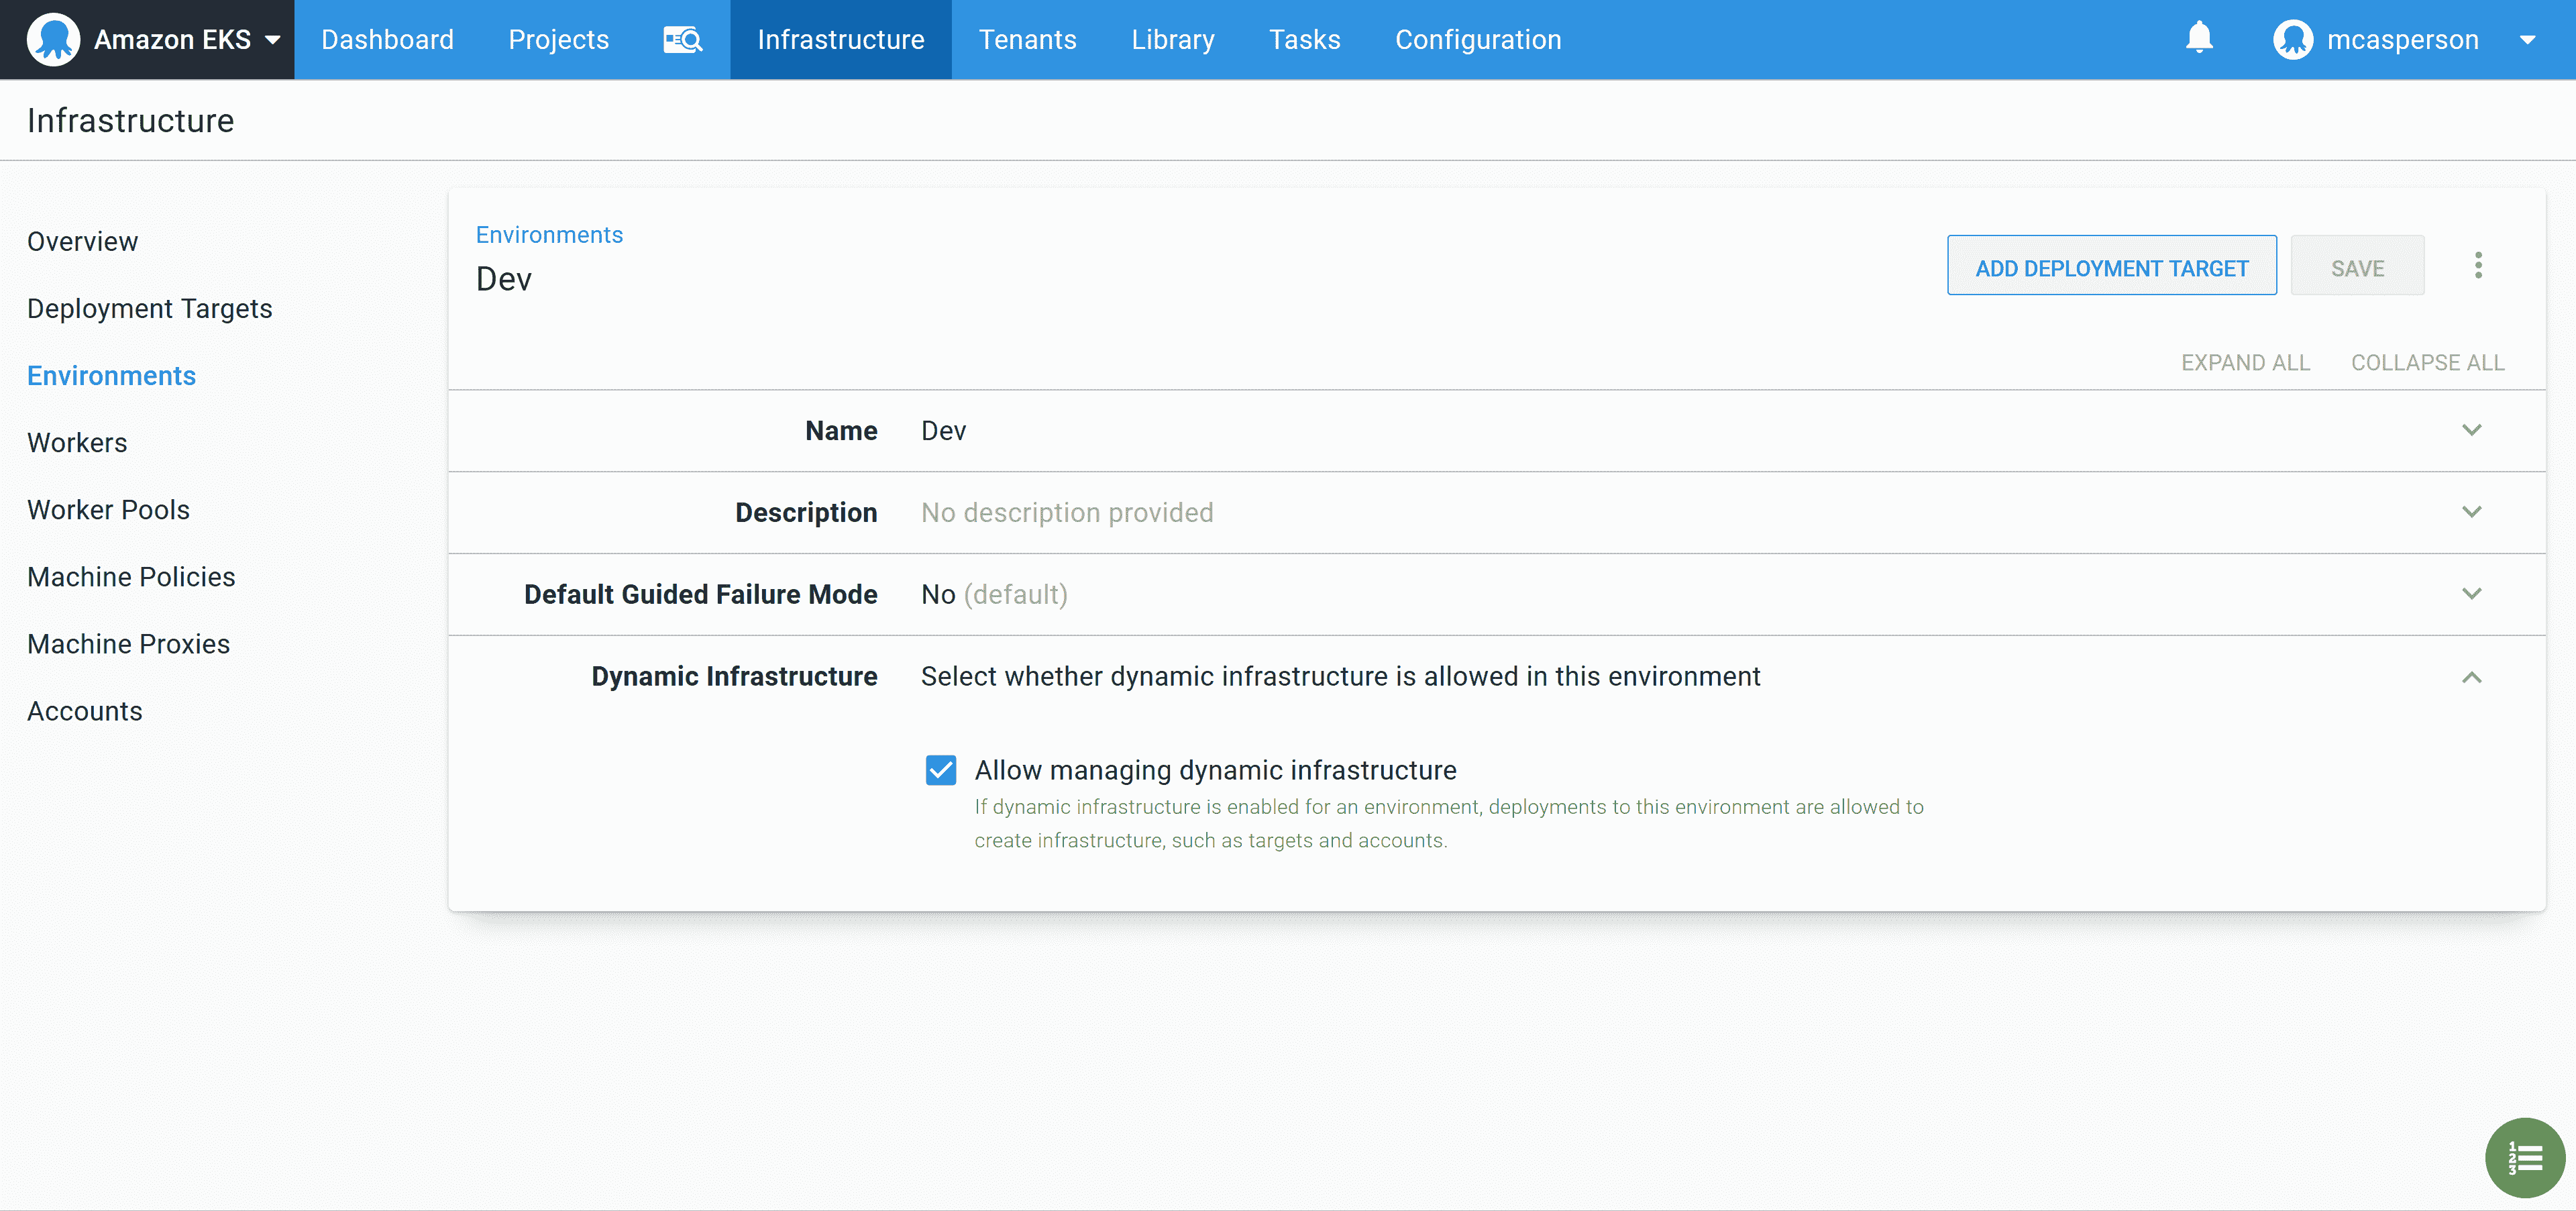 Amazon EKS
Dashboard
Projects
Infrastructure
Tenants
Library
Tasks
Configuration
mcasperson
Infrastructure
Overview
Deployment Targets
Environments
Workers
Worker Pools
Machine Policies
Machine Proxies
Accounts
Environments
Dev
ADD DEPLOYMENT TARGET
SAVE
EXPAND ALL
COLLAPSE ALL
Name Dev
Description No description provided
Default Guided Failure Mode No (default)
Dynamic Infrastructure Select whether dynamic infrastructure is allowed in this environment
Allow managing dynamic infrastructure
If dynamic infrastructure is enabled for an environment, deployments to this environment are allowed to
create infrastructure, such as targets and accounts.
1
2
3